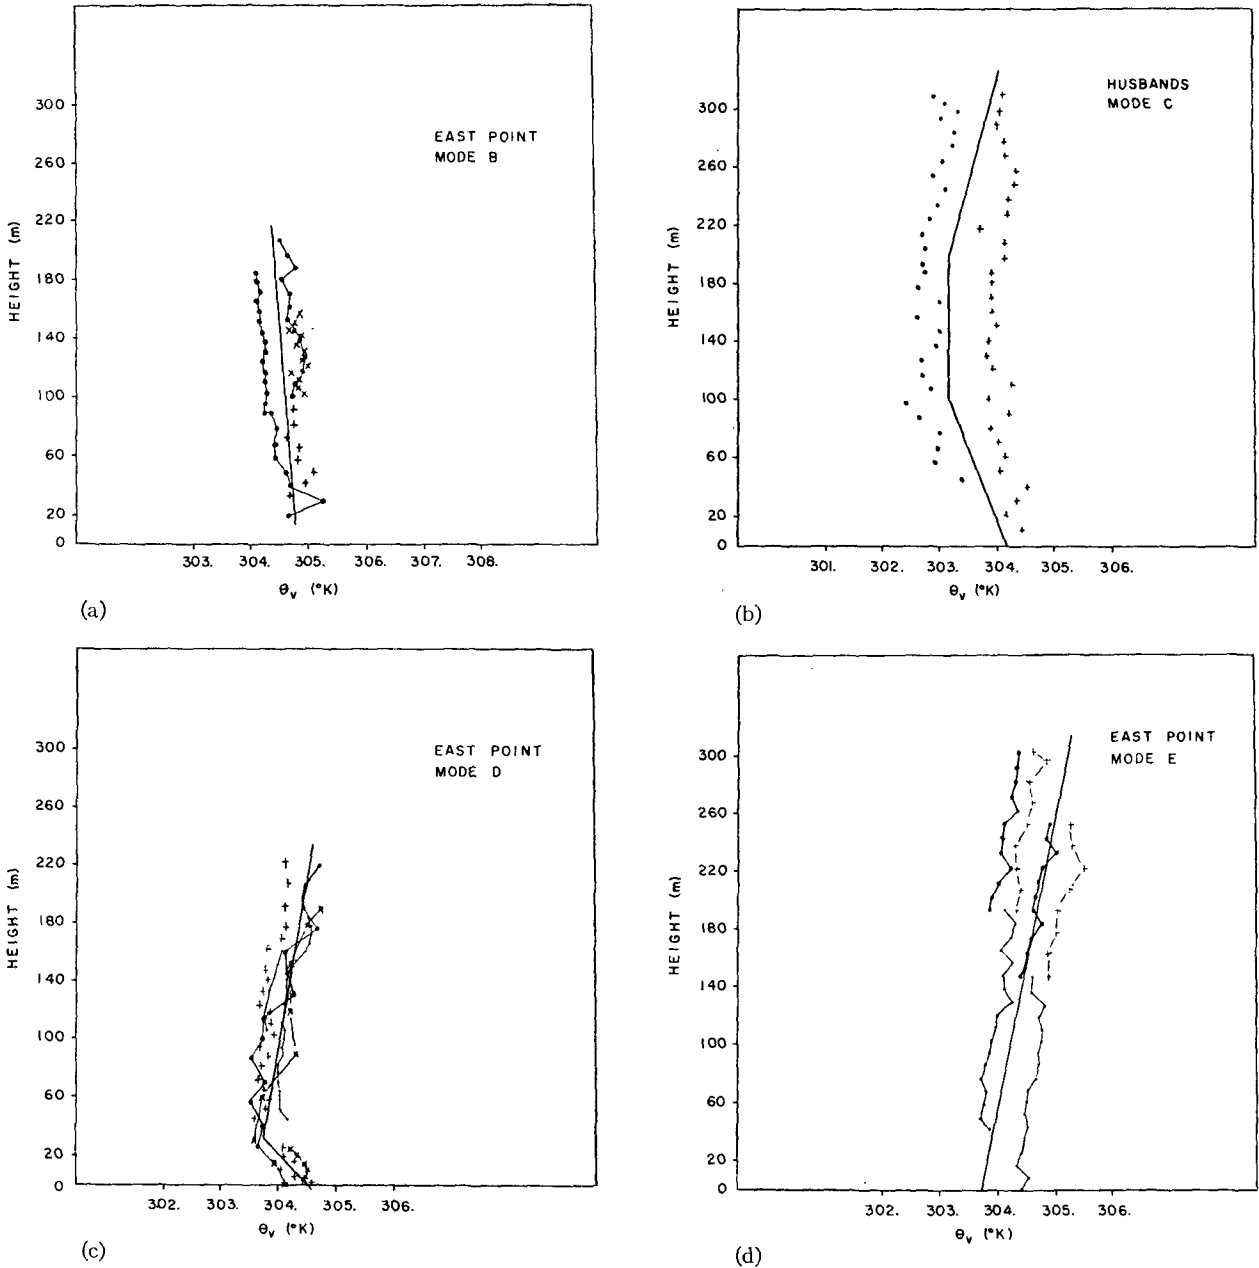 300
260
220
180
140
100
60
20
0
HEIGHT (m)
EAST POINT
MODE B
303. 304. 305. 306. 307. 308.
θv (°K)
(a)
300
260
220
180
140
100
60
20
0
HEIGHT (m)
HUSBANDS
MODE C
301. 302. 303. 304. 305. 306.
θv (°K)
(b)
300
260
220
180
140
100
60
20
0
HEIGHT (m)
EAST POINT
MODE D
302. 303. 304. 305. 306.
θv (°K)
(c)
300
260
220
180
140
100
60
20
0
HEIGHT (m)
EAST POINT
MODE E
302. 303. 304. 305. 306.
θv (°K)
(d)